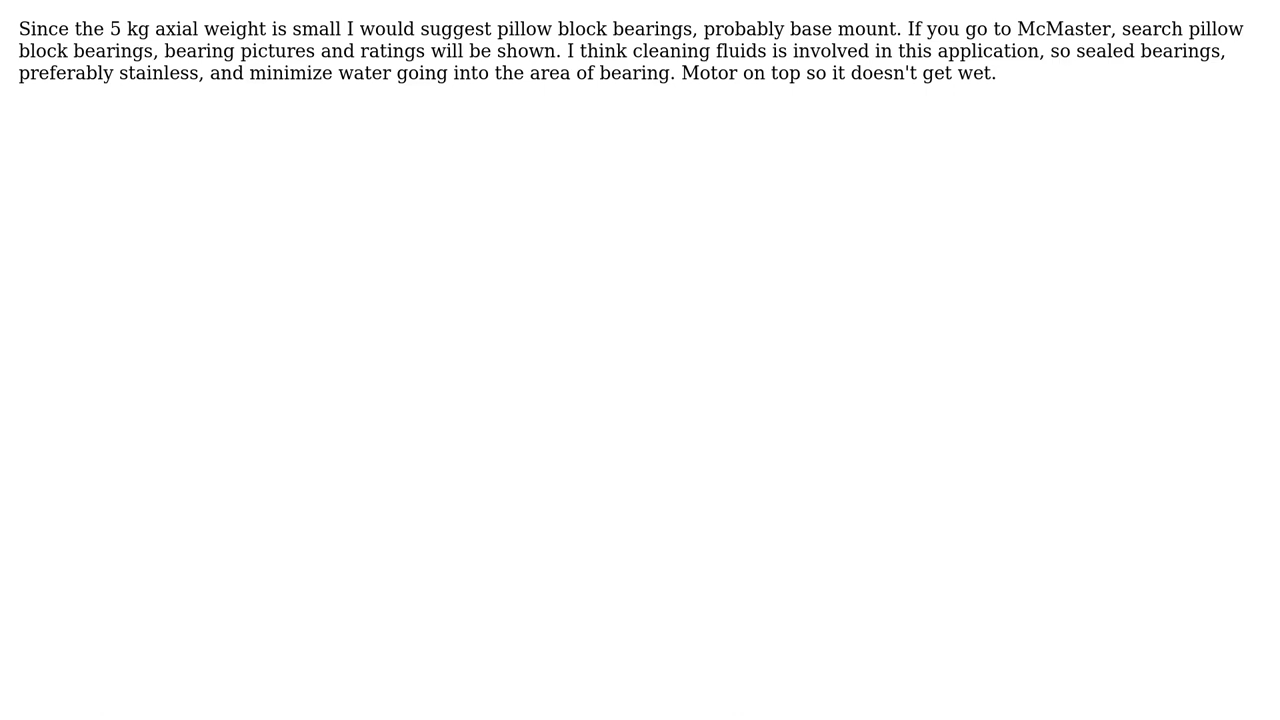 Since the 5 kg axial weight is small I would suggest pillow block bearings, probably base mount. If you go to McMaster, search pillow
block bearings, bearing pictures and ratings will be shown. I think cleaning fluids is involved in this application, so sealed bearings,
preferably stainless, and minimize water going into the area of bearing. Motor on top so it doesn't get wet.